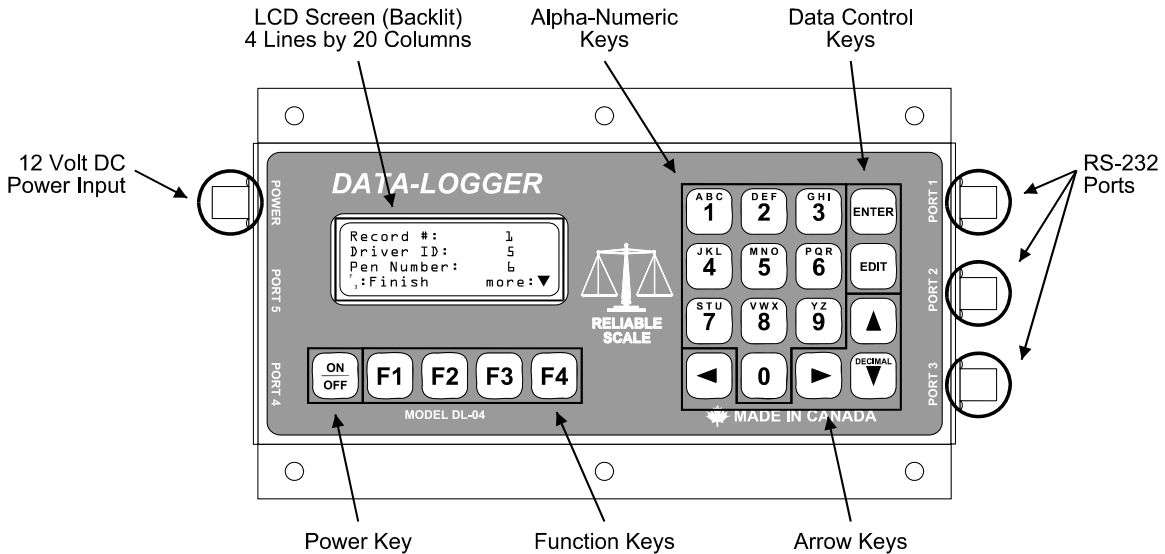 LCD Screen (Backlit)
4 Lines by 20 Columns
Alpha-Numeric
Keys
Data Control
Keys
12 Volt DC
Power Input
RS-232
Ports
POWER
PORT 5
PORT 4
DATA-LOGGER
Record #: 1
Driver ID: 5
Pen Number: 6
:Finish more:▼
RELIABLE
SCALE
ABC DEF GHI
1 2 3 ENTER
JKL MNO PQR
4 5 6 EDIT
STU VWX YZ
7 8 9 ▲
DECIMAL
◄ 0 ► ▼
PORT 1
PORT 2
PORT 3
ON
OFF
F1 F2 F3 F4
MODEL DL-04
MADE IN CANADA
Power Key
Function Keys
Arrow Keys